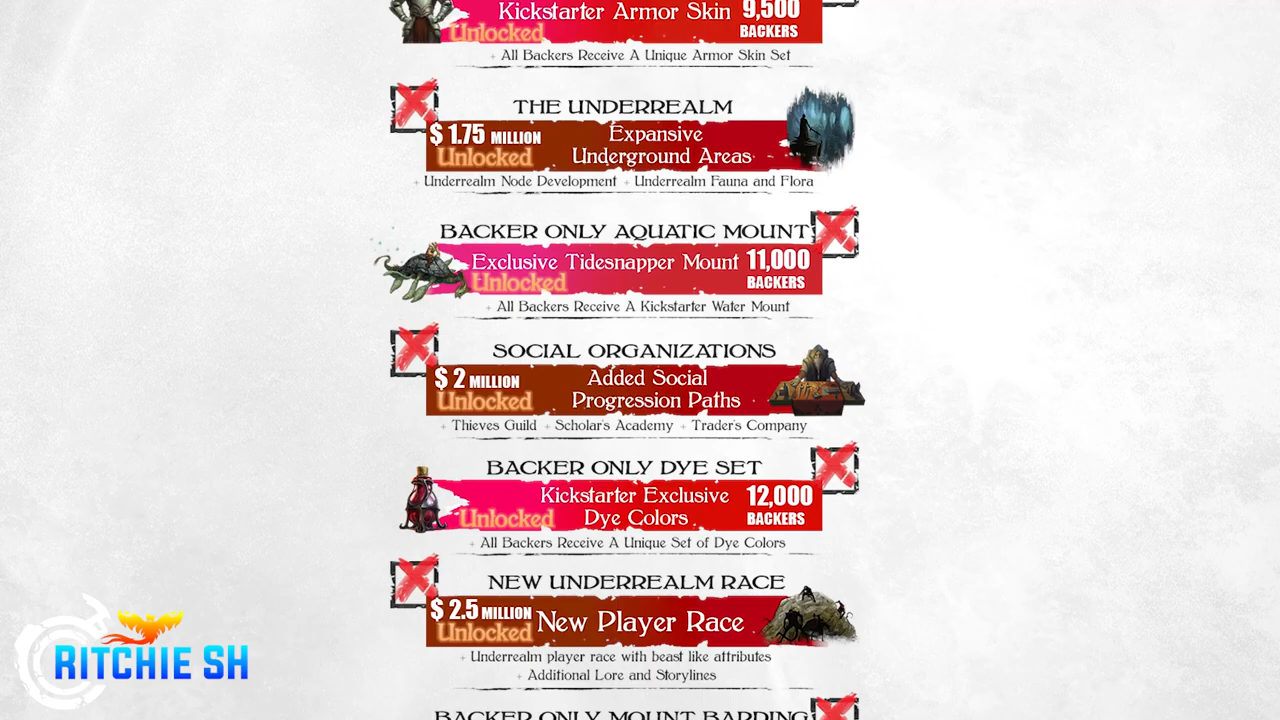 Kickstarter Armor Skin 9,500
Unlocked BACKERS
+ All Backers Receive A Unique Armor Skin Set
THE UNDERREALM
$ 1.75 MILLION Expansive
Unlocked Underground Areas
+ Underrealm Node Development + Underrealm Fauna and Flora
BACKER ONLY AQUATIC MOUNT
Exclusive Tidesnapper Mount 11,000
Unlocked BACKERS
+ All Backers Receive A Kickstarter Water Mount
SOCIAL ORGANIZATIONS
$ 2 MILLION Added Social
Unlocked Progression Paths
+ Thieves Guild + Scholar's Academy + Trader's Company
BACKER ONLY DYE SET
Kickstarter Exclusive 12,000
Unlocked Dye Colors BACKERS
+ All Backers Receive A Unique Set of Dye Colors
NEW UNDERREALM RACE
$ 2.5 MILLION New Player Race
Unlocked
+ Underrealm player race with beast like attributes
+ Additional Lore and Storylines
RITCHIE SH
BACKER ONLY MOUNT BARDING